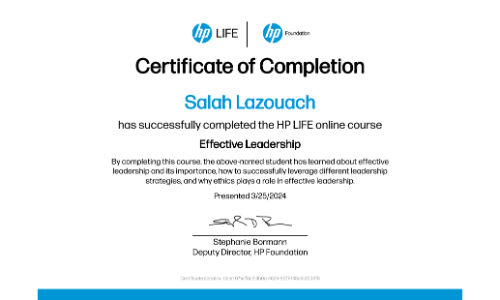 hp LIFE hp Foundation
Certificate of Completion
Salah Lazouach
has successfully completed the HP LIFE online course
Effective Leadership
By completing this course, the above-named student has learned about effective
leadership and its importance, how to successfully leverage different leadership
strategies, and why ethics plays a role in effective leadership.
Presented 3/25/2024
Stephanie Bormann
Deputy Director, HP Foundation